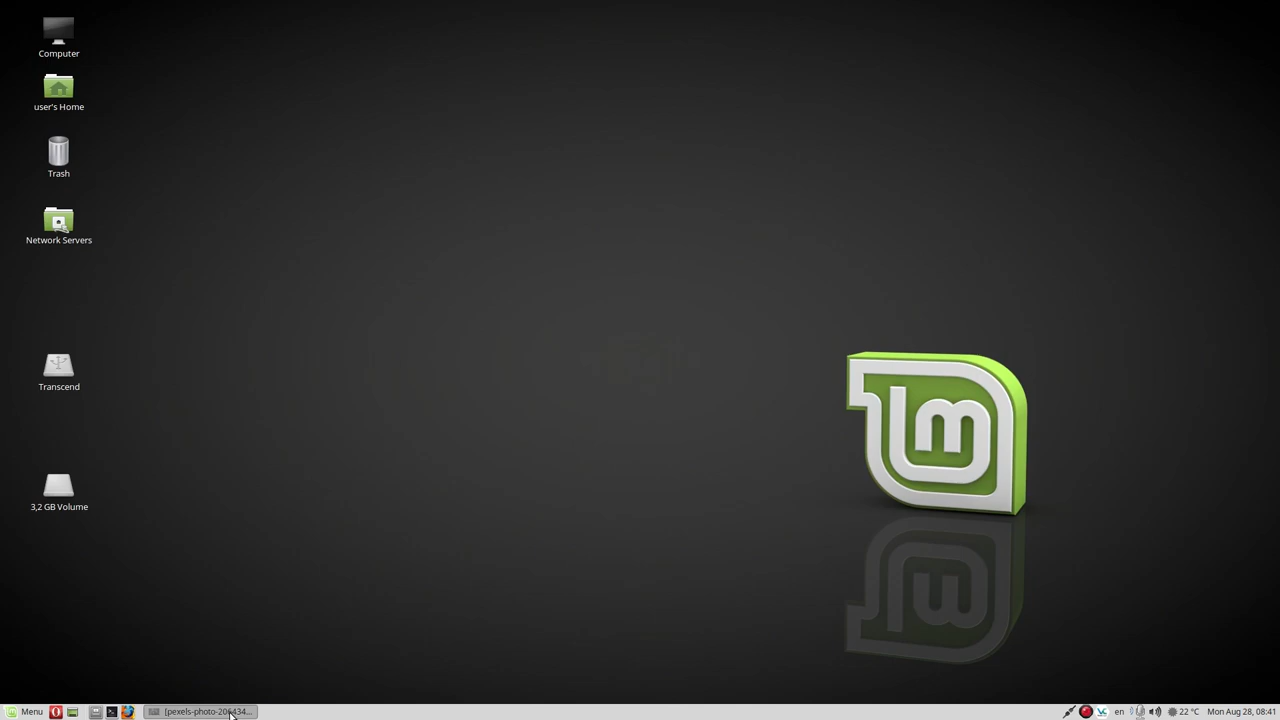 Computer
user's Home
Trash
Network Servers
Transcend
3,2 GB Volume
Menu
en
22 °C
Mon Aug 28, 08:41